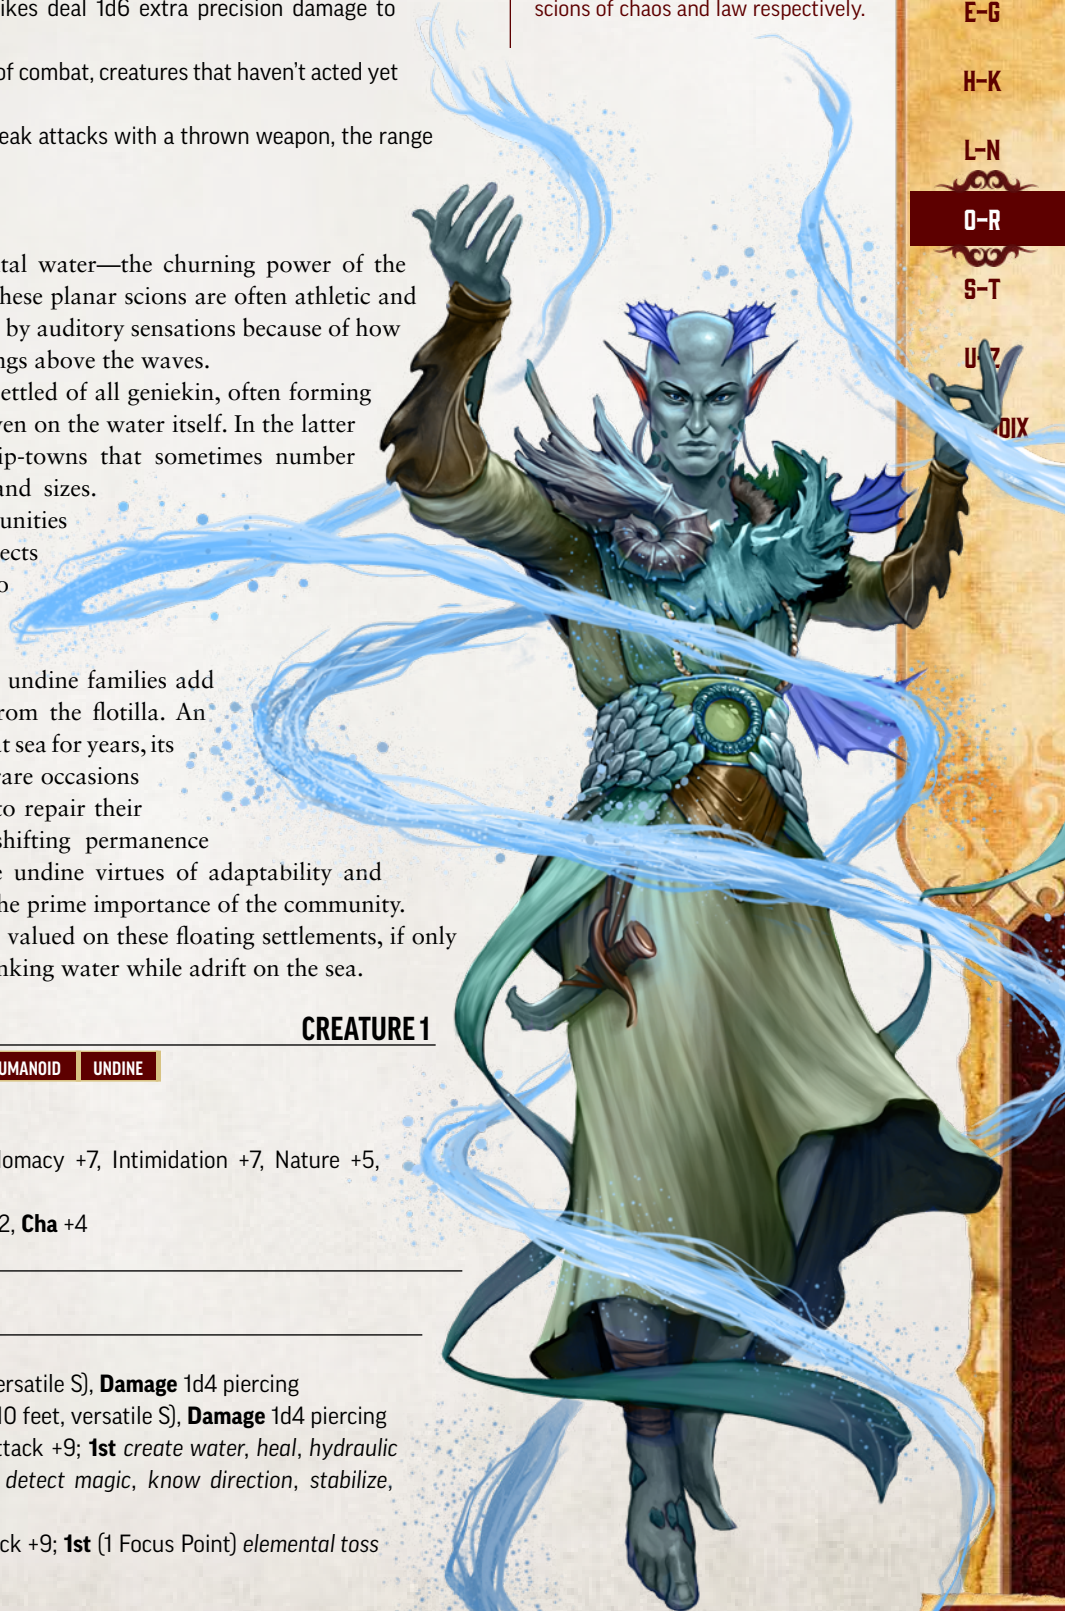 ikes deal 1d6 extra precision damage to
of combat, creatures that haven't acted yet
eak attacks with a thrown weapon, the range
scions of chaos and law respectively.
tal water—the churning power of the
hese planar scions are often athletic and
by auditory sensations because of how
ngs above the waves.
ettled of all geniekin, often forming
ven on the water itself. In the latter
ip-towns that sometimes number
and sizes.
unities
ects
o
undine families add
rom the flotilla. An
at sea for years, its
rare occasions
to repair their
shifting permanence
e undine virtues of adaptability and
he prime importance of the community.
valued on these floating settlements, if only
nking water while adrift on the sea.
CREATURE 1
UMANOID UNDINE
lomacy +7, Intimidation +7, Nature +5,
2, Cha +4
ersatile S), Damage 1d4 piercing
10 feet, versatile S), Damage 1d4 piercing
ttack +9; 1st create water, heal, hydraulic
detect magic, know direction, stabilize,
ck +9; 1st (1 Focus Point) elemental toss
E–G
H–K
L–N
O–R
S–T
U–Z
DIX